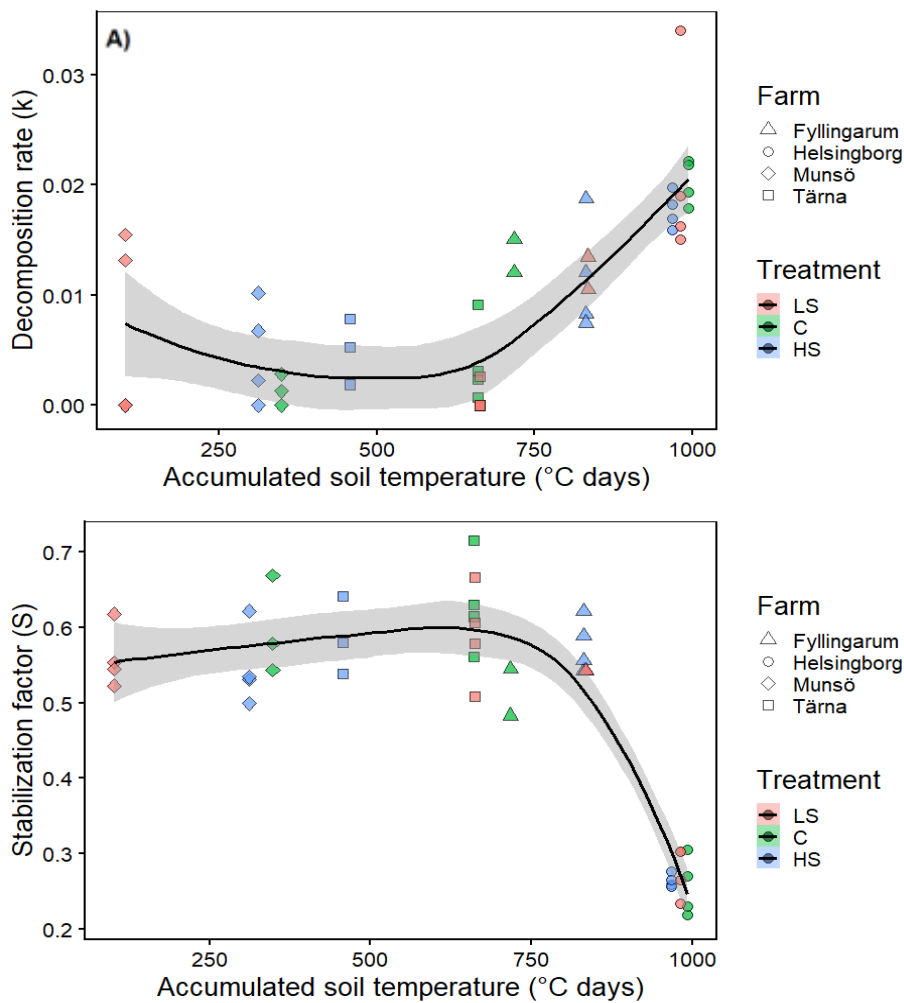 A)
0.03
0.02
0.01
0.00
Decomposition rate (k)
250 500 750 1000
Accumulated soil temperature (°C days)
Farm
Fyllingarum
Helsingborg
Munsö
Tärna
Treatment
LS
C
HS
0.7
0.6
0.5
0.4
0.3
0.2
Stabilization factor (S)
250 500 750 1000
Accumulated soil temperature (°C days)
Farm
Fyllingarum
Helsingborg
Munsö
Tärna
Treatment
LS
C
HS